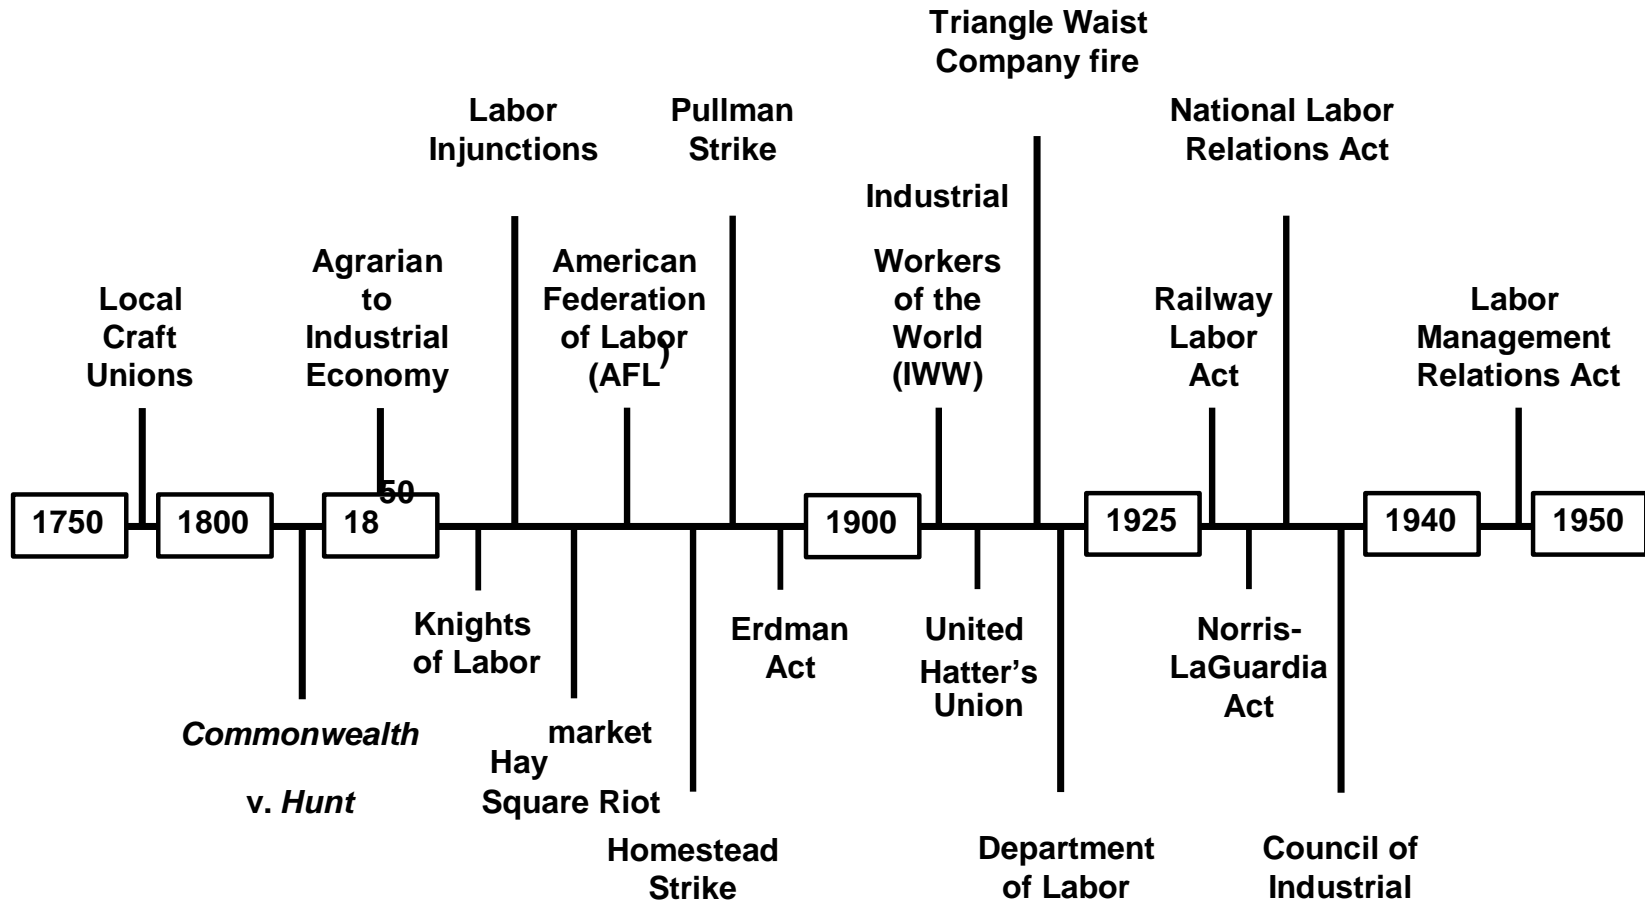 Triangle Waist
Company fire
Labor
Injunctions
Pullman
Strike
National Labor
Relations Act
Industrial
Workers
of the
World
(IWW)
Agrarian
to
Industrial
Economy
American
Federation
of Labor
(AFL)
Local
Craft
Unions
Railway
Labor
Act
Labor
Management
Relations Act
1750
1800
1850
1900
1925
1940
1950
Knights
of Labor
Erdman
Act
United
Hatter’s
Union
Norris-
LaGuardia
Act
Commonwealth
v. Hunt
Haymarket
Square Riot
Homestead
Strike
Department
of Labor
Council of
Industrial